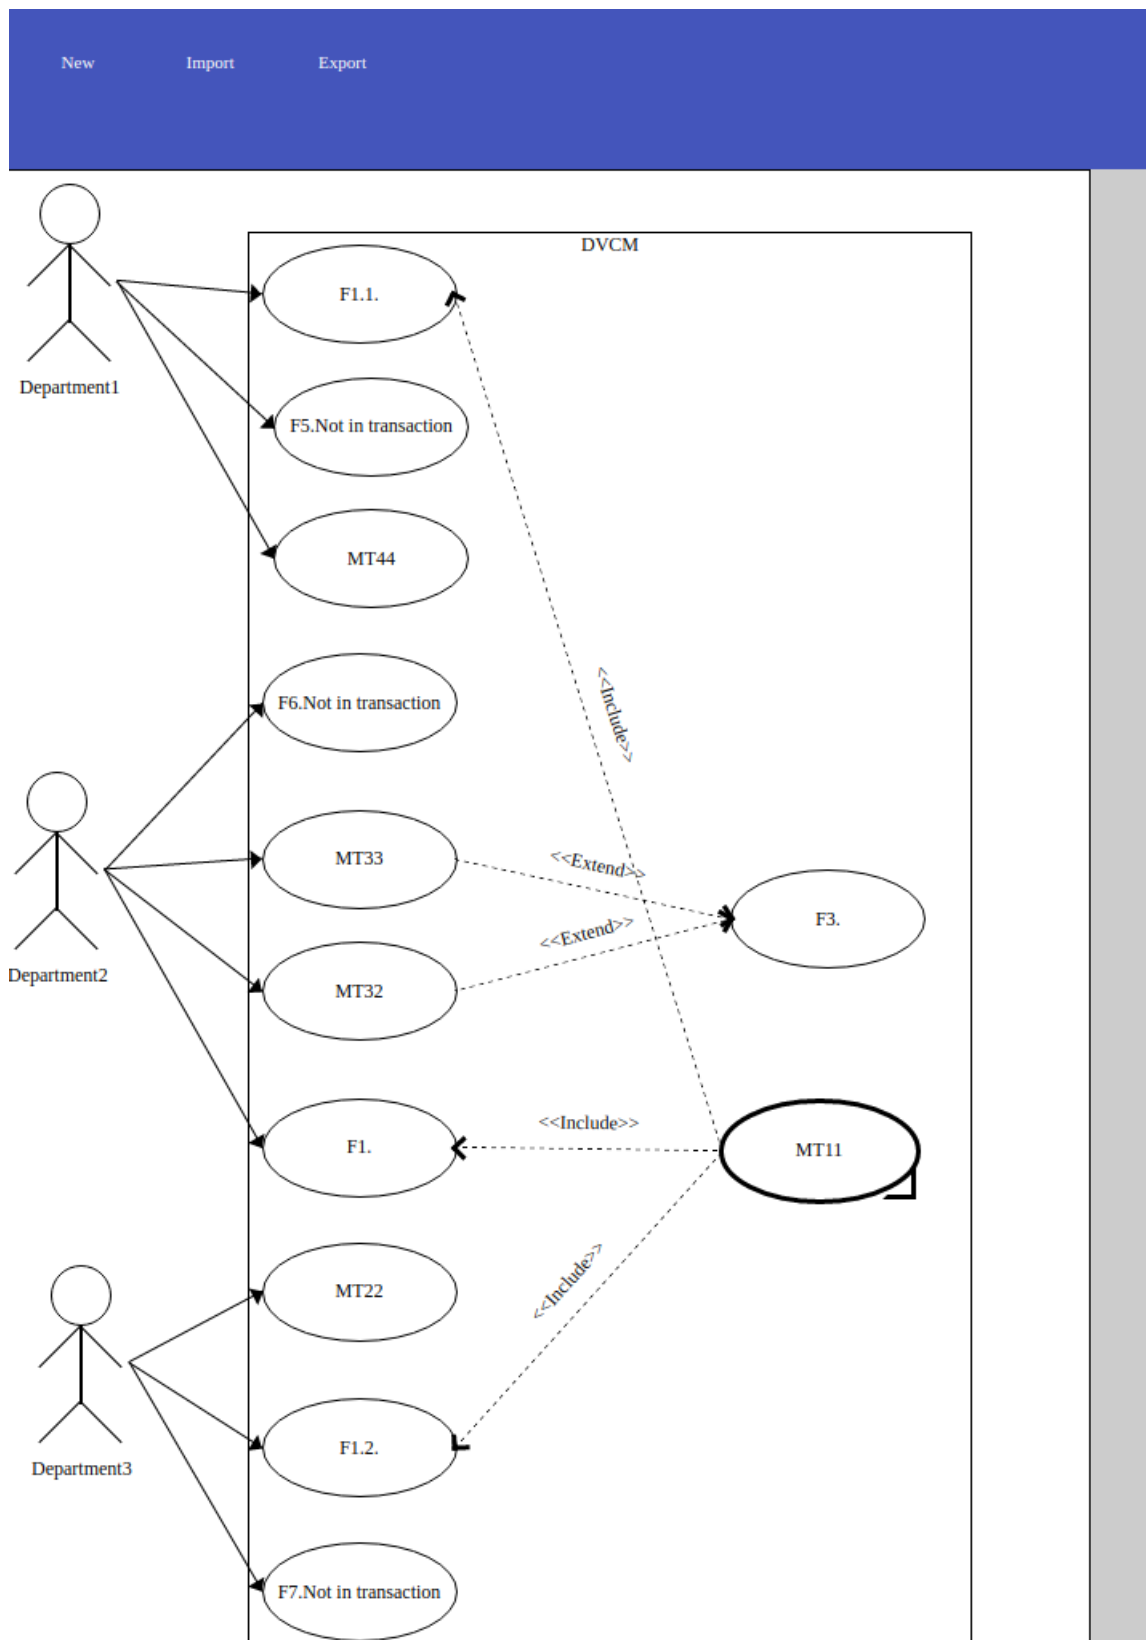 New
Import
Export
DVCM
F1.1.
Department1
F5.Not in transaction
MT44
<<Include>>
F6.Not in transaction
MT33
<<Extend>>
F3.
<<Extend>>
Department2
MT32
<<Include>>
F1.
MT11
<<Include>>
MT22
F1.2.
Department3
F7.Not in transaction